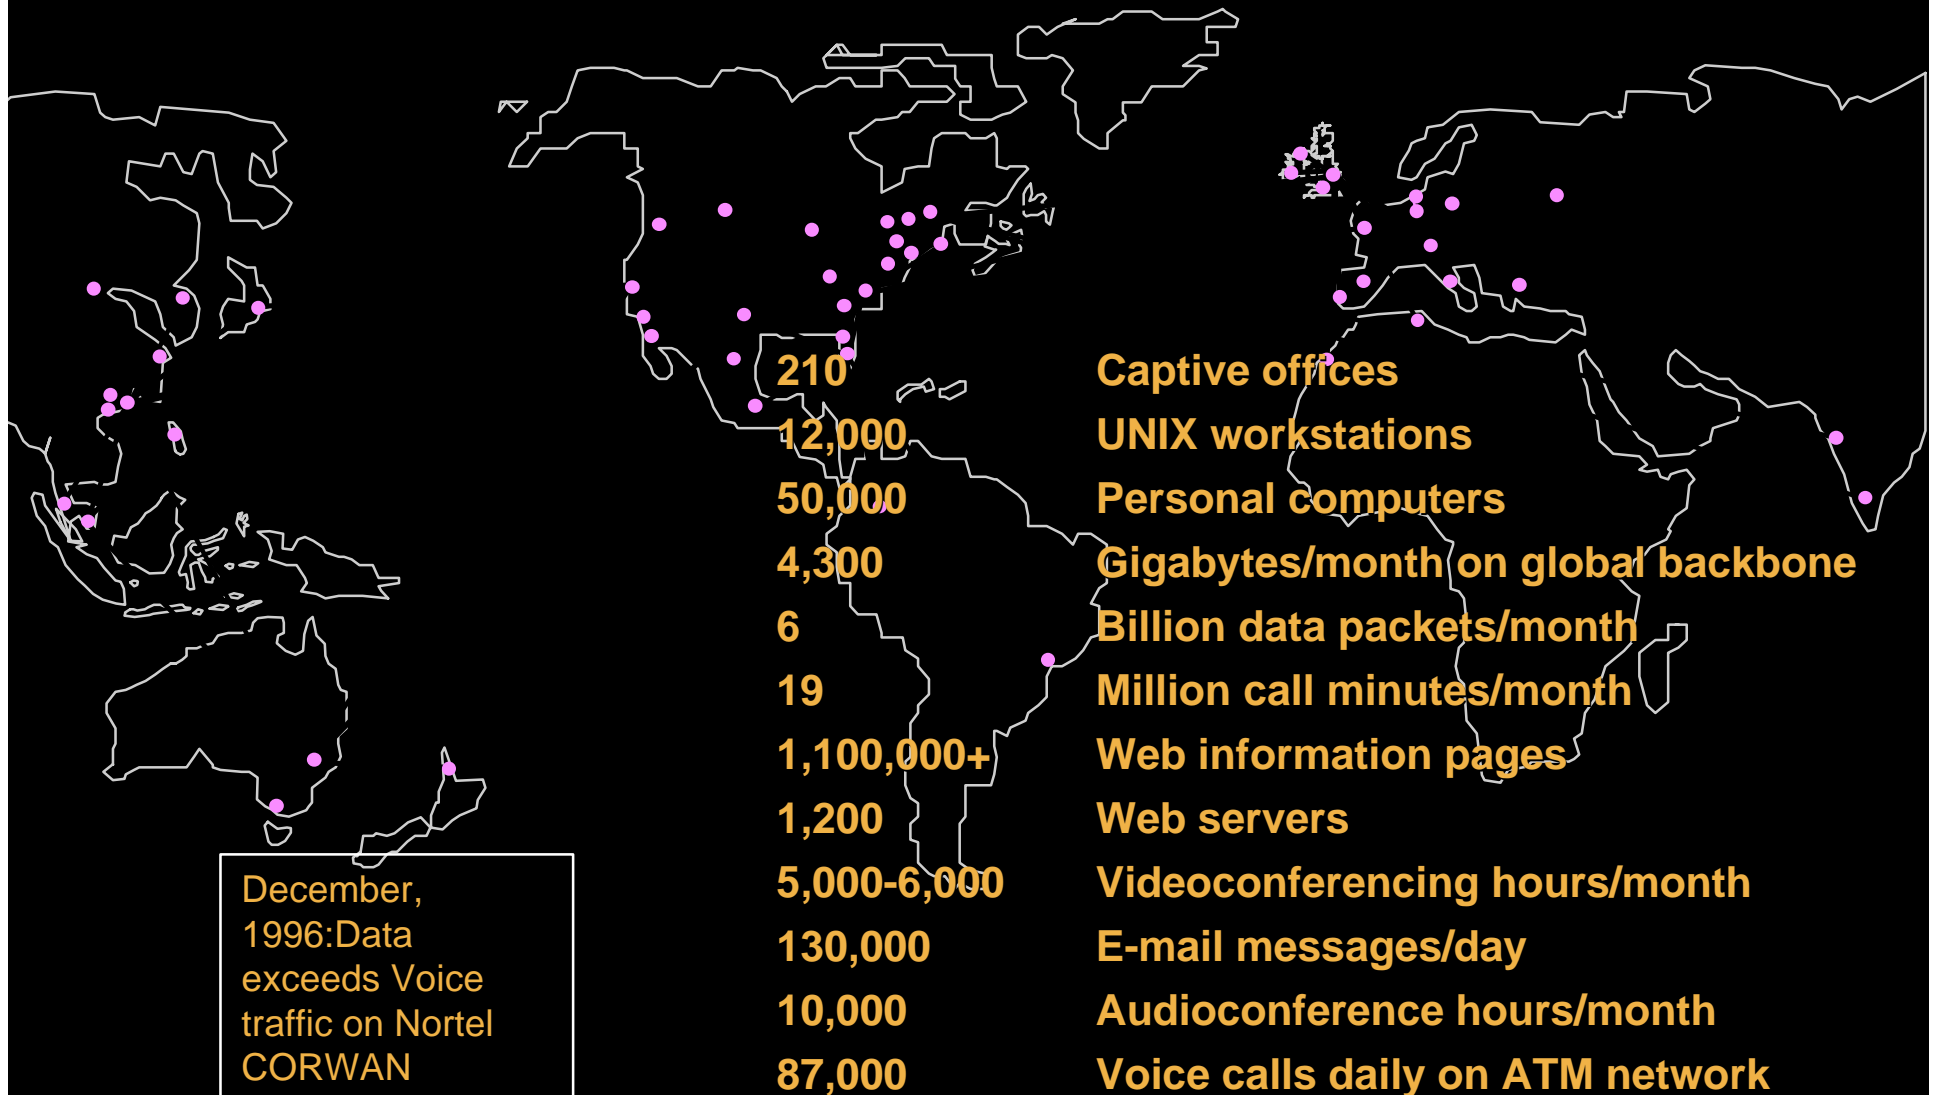 210 Captive offices
12,000 UNIX workstations
50,000 Personal computers
4,300 Gigabytes/month on global backbone
6 Billion data packets/month
19 Million call minutes/month
1,100,000+ Web information pages
1,200 Web servers
5,000-6,000 Videoconferencing hours/month
130,000 E-mail messages/day
10,000 Audioconference hours/month
87,000 Voice calls daily on ATM network
December,
1996:Data
exceeds Voice
traffic on Nortel
CORWAN